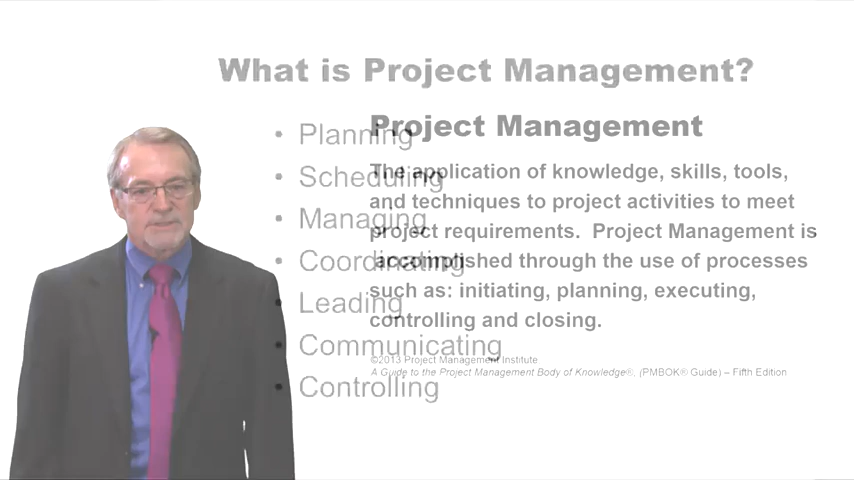 What is Project Management?
• Planning
• Scheduling
• Managing
• Coordinating
• Leading
• Communicating
• Controlling
Project Management
The application of knowledge, skills, tools,
and techniques to project activities to meet
project requirements. Project Management is
accomplished through the use of processes
such as: initiating, planning, executing,
controlling and closing.
©2013 Project Management Institute
A Guide to the Project Management Body of Knowledge®, (PMBOK® Guide) – Fifth Edition